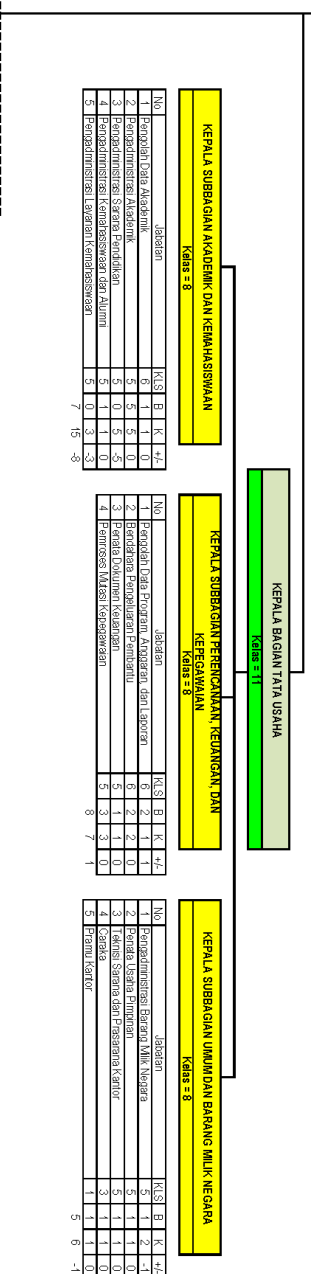 KEPALA BAGIAN TATA USAHA
Kelas = 11
KEPALA SUBBAGIAN AKADEMIK DAN KEMAHASISWAAN
Kelas = 8
No Jabatan KLS B K +/-
1 Pengolah Data Akademik 6 1 1 0
2 Pengadministrasi Akademik 5 5 5 0
3 Pengadministrasi Sarana Pendidikan 5 0 5 -5
4 Pengadministrasi Kemahasiswaan dan Alumni 5 1 1 0
5 Pengadministrasi Layanan Kemahasiswaan 5 0 3 -3
7 15 -8
KEPALA SUBBAGIAN PERENCANAAN, KEUANGAN, DAN
KEPEGAWAIAN
Kelas = 8
No Jabatan KLS B K +/-
1 Pengolah Data Program, Anggaran, dan Laporan 6 2 1 1
2 Bendahara Pengeluaran Pembantu 6 2 2 0
3 Penata Dokumen Keuangan 5 1 1 0
4 Pemroses Mutasi Kepegawaian 5 3 3 0
8 7 1
KEPALA SUBBAGIAN UMUM DAN BARANG MILIK NEGARA
Kelas = 8
No Jabatan KLS B K +/-
1 Pengadministrasi Barang Milik Negara 5 1 2 -1
2 Penata Usaha Pimpinan 5 1 1 0
3 Teknisi Sarana dan Prasarana Kantor 5 1 1 0
4 Caraka 3 1 1 0
5 Pramu Kantor 1 1 1 0
5 6 -1